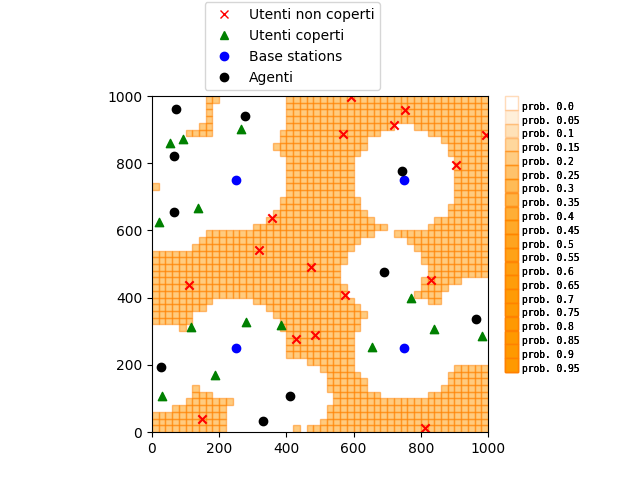 Utenti non coperti
Utenti coperti
Base stations
Agenti
1000
800
600
400
200
0
0
200
400
600
800
1000
prob. 0.0
prob. 0.05
prob. 0.1
prob. 0.15
prob. 0.2
prob. 0.25
prob. 0.3
prob. 0.35
prob. 0.4
prob. 0.45
prob. 0.5
prob. 0.55
prob. 0.6
prob. 0.65
prob. 0.7
prob. 0.75
prob. 0.8
prob. 0.85
prob. 0.9
prob. 0.95